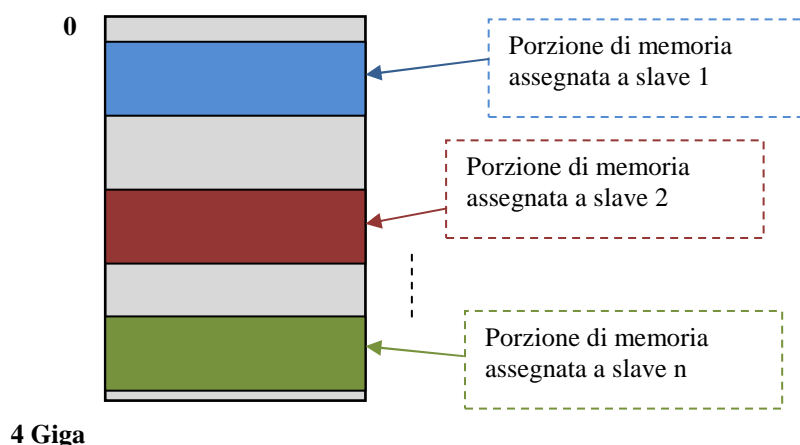 0
Porzione di memoria
assegnata a slave 1
Porzione di memoria
assegnata a slave 2
Porzione di memoria
assegnata a slave n
4 Giga